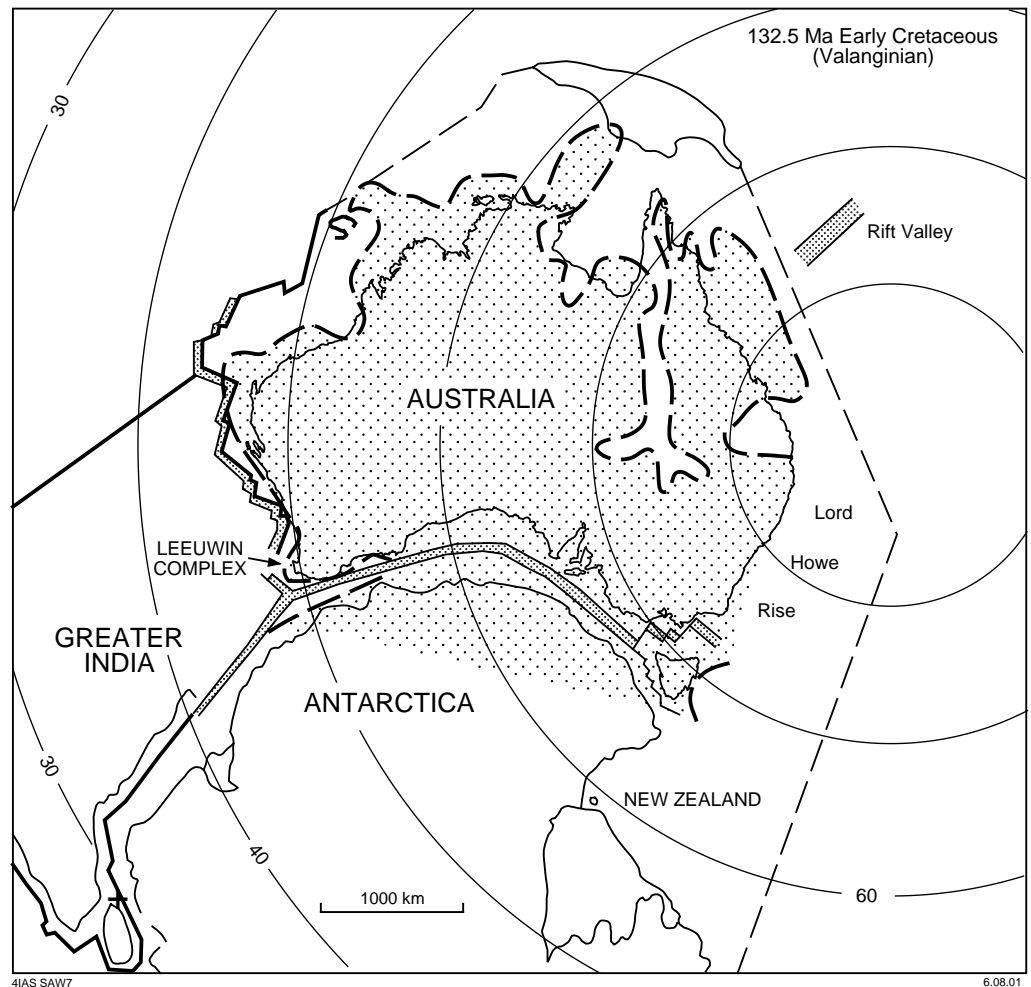 132.5 Ma Early Cretaceous
(Valanginian)
30
Rift Valley
AUSTRALIA
Lord
Howe
Rise
LEEUWIN
COMPLEX
GREATER
INDIA
ANTARCTICA
30
NEW ZEALAND
40
1000 km
60
4IAS SAW7
6.08.01